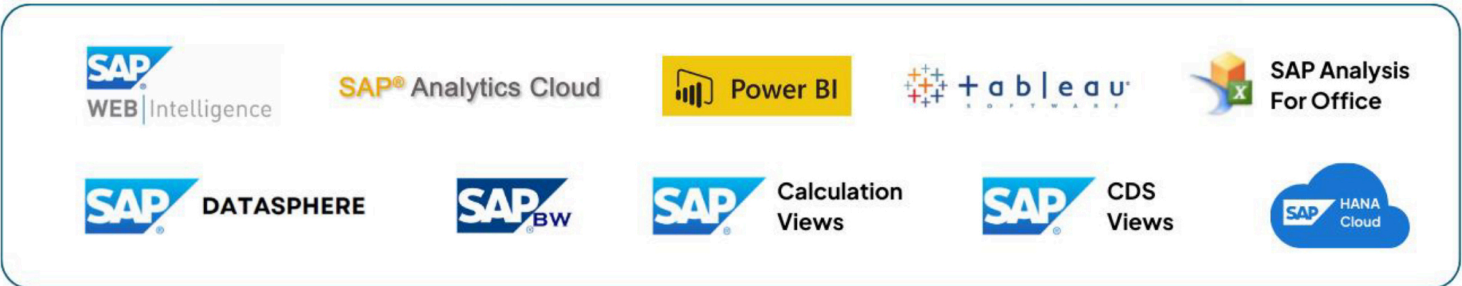 SAP®
WEB Intelligence
SAP® Analytics Cloud
Power BI
+ a b l e a u
SOFTWARE
X
SAP Analysis
For Office
SAP®
DATASPHERE
SAP®
BW
SAP®
Calculation
Views
SAP®
CDS
Views
SAP
HANA
Cloud